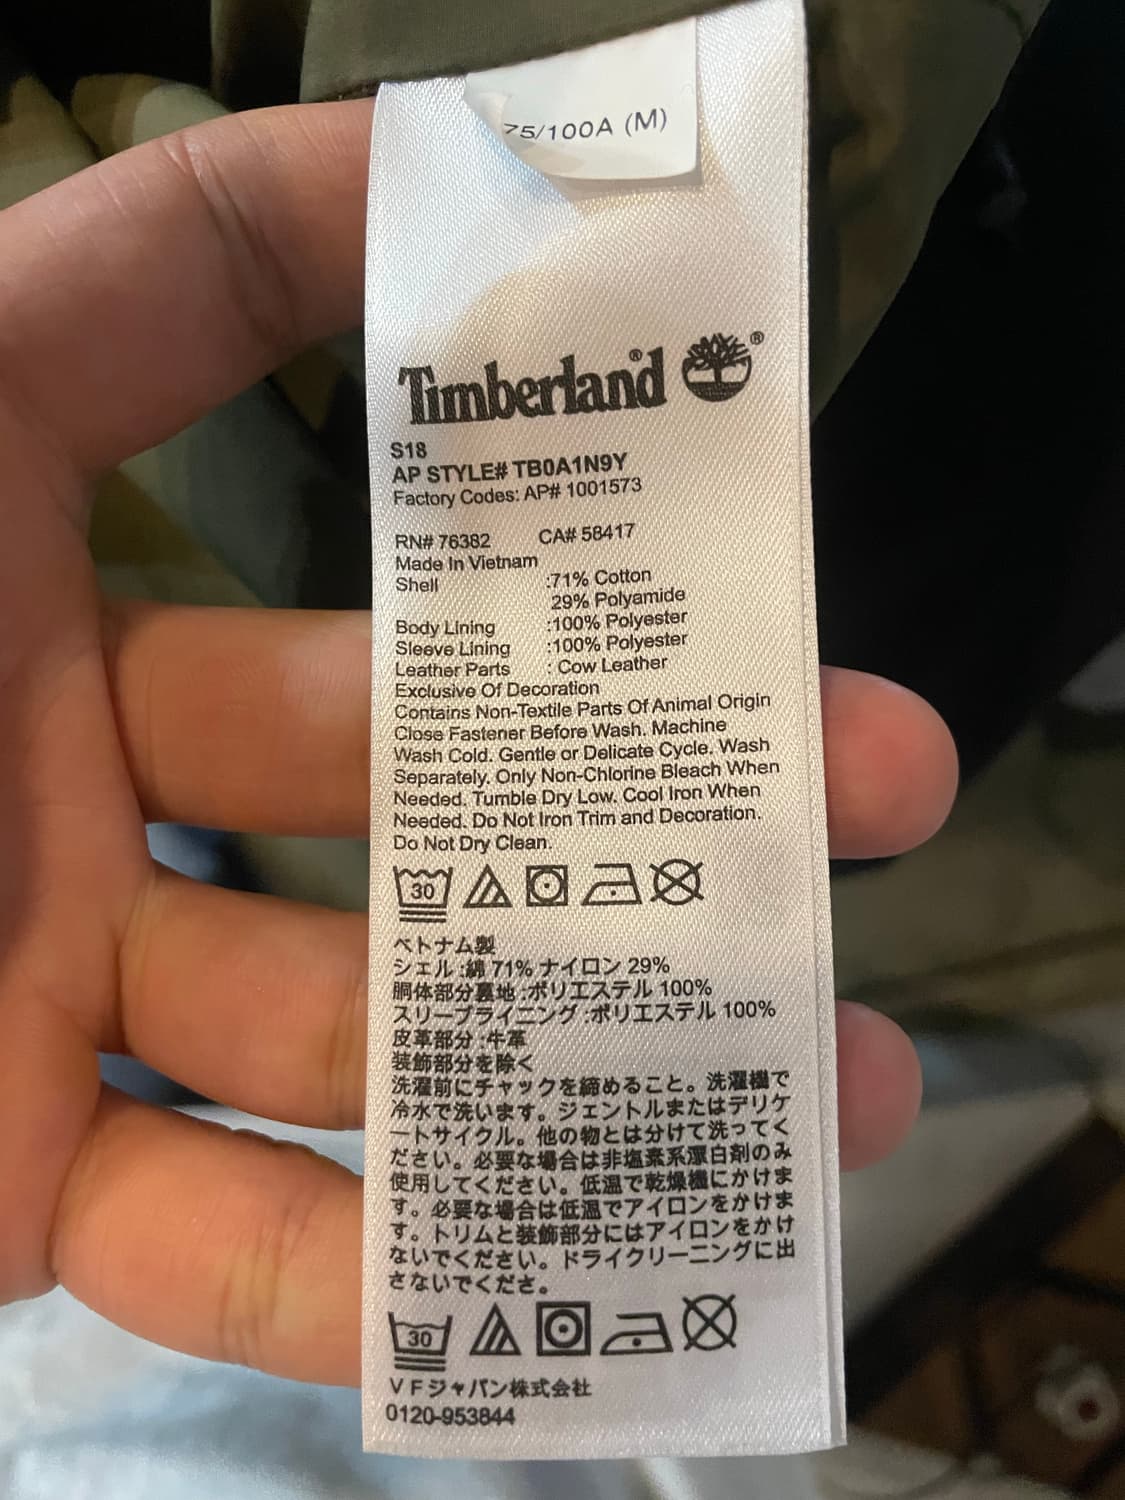 75/100A (M)
Timberland® ®
S18
AP STYLE# TB0A1N9Y
Factory Codes: AP# 1001573
RN# 76382 CA# 58417
Made In Vietnam
Shell :71% Cotton
29% Polyamide
Body Lining :100% Polyester
Sleeve Lining :100% Polyester
Leather Parts : Cow Leather
Exclusive Of Decoration
Contains Non-Textile Parts Of Animal Origin
Close Fastener Before Wash. Machine
Wash Cold. Gentle or Delicate Cycle. Wash
Separately. Only Non-Chlorine Bleach When
Needed. Tumble Dry Low. Cool Iron When
Needed. Do Not Iron Trim and Decoration.
Do Not Dry Clean.
30
ベトナム製
シェル :綿 71% ナイロン 29%
胴体部分裏地 :ポリエステル 100%
スリーブライニング :ポリエステル 100%
皮革部分 :牛革
装飾部分を除く
洗濯前にチャックを締めること。洗濯機で
冷水で洗います。ジェントルまたはデリケ
ートサイクル。他の物とは分けて洗ってく
ださい。必要な場合は非塩素系漂白剤のみ
使用してください。低温で乾燥機にかけま
す。必要な場合は低温でアイロンをかけま
す。トリムと装飾部分にはアイロンをかけ
ないでください。ドライクリーニングに出
さないでくださ。
30
VFジャパン株式会社
0120-953844